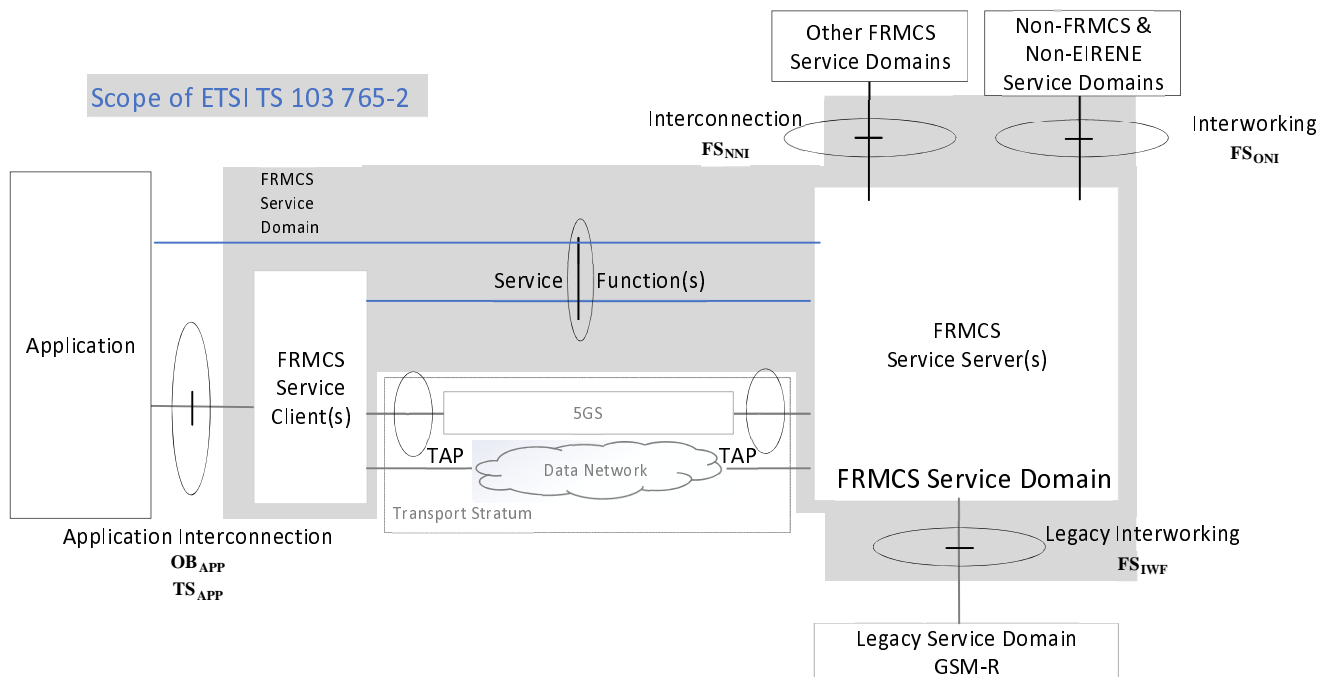 Other FRMCS
Service Domains
Non-FRMCS &
Non-EIRENE
Service Domains
Scope of ETSI TS 103 765-2
Interconnection
FSNNI
Interworking
FSONI
FRMCS
Service
Domain
Service Function(s)
Application
FRMCS
Service
Client(s)
FRMCS
Service Server(s)
5GS
TAP
TAP
Data Network
Transport Stratum
FRMCS Service Domain
Application Interconnection
OBAPP
TSAPP
Legacy Interworking
FSIWF
Legacy Service Domain
GSM-R